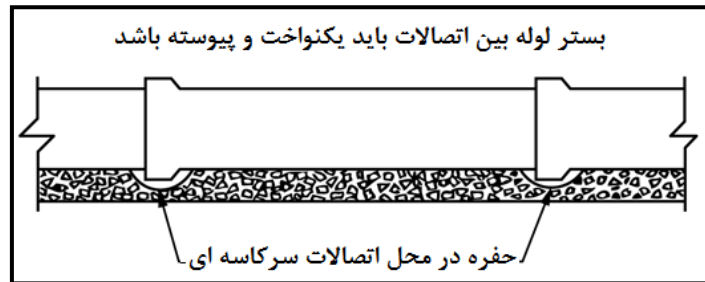 بستر لوله بین اتصالات باید یکنواخت و پیوسته باشد
حفره در محل اتصالات سرکاسه ای